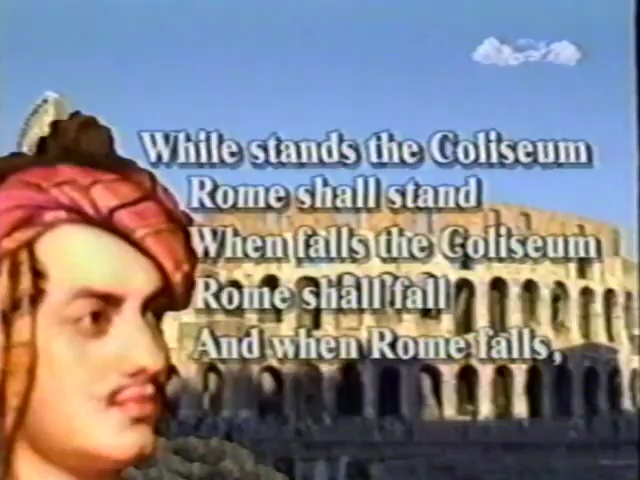 While stands the Coliseum
Rome shall stand
When falls the Coliseum
Rome shall fall
And when Rome falls,